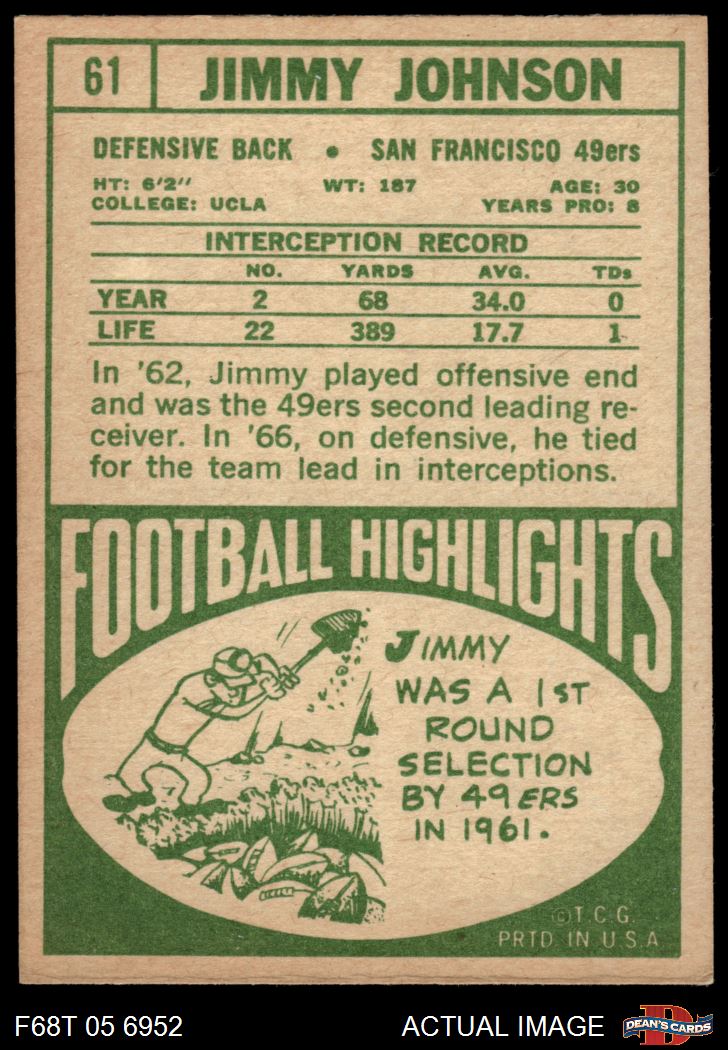 61 JIMMY JOHNSON
DEFENSIVE BACK • SAN FRANCISCO 49ers
HT: 6'2" WT: 187 AGE: 30
COLLEGE: UCLA YEARS PRO: 8
INTERCEPTION RECORD
NO. YARDS AVG. TDs
YEAR 2 68 34.0 0
LIFE 22 389 17.7 1
In '62, Jimmy played offensive end
and was the 49ers second leading re-
ceiver. In '66, on defensive, he tied
for the team lead in interceptions.
FOOTBALL HIGHLIGHTS
JIMMY
WAS A 1ST
ROUND
SELECTION
BY 49ERS
IN 1961.
©T.C.G.
PRTD IN U.S.A
F68T 05 6952 ACTUAL IMAGE D DEAN'S CARDS